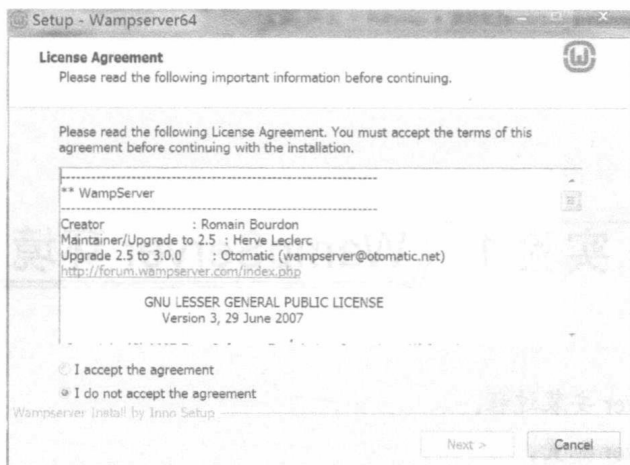 Setup - Wampserver64
License Agreement
Please read the following important information before continuing.
Please read the following License Agreement. You must accept the terms of this
agreement before continuing with the installation.
** WampServer
Creator : Romain Bourdon
Maintainer/Upgrade to 2.5 : Herve Leclerc
Upgrade 2.5 to 3.0.0 : Otomatic (wampserver@otomatic.net)
http://forum.wampserver.com/index.php
GNU LESSER GENERAL PUBLIC LICENSE
Version 3, 29 June 2007
I accept the agreement
I do not accept the agreement
Wampserver Install by Inno Setup
Next >
Cancel